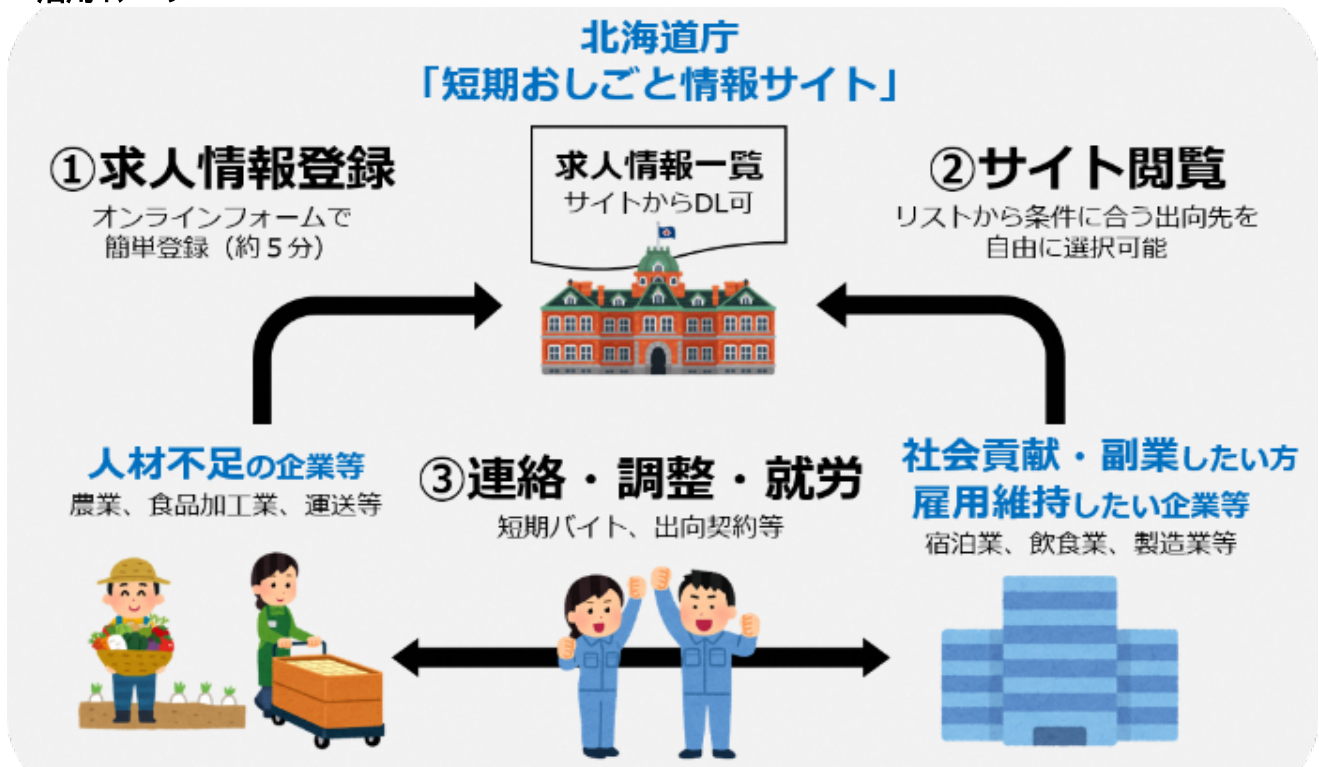 北海道庁
「短期おしごと情報サイト」
①求人情報登録
オンラインフォームで
簡単登録（約５分）
求人情報一覧
サイトからDL可
②サイト閲覧
リストから条件に合う出向先を
自由に選択可能
人材不足の企業等
農業、食品加工業、運送等
③連絡・調整・就労
短期バイト、出向契約等
社会貢献・副業したい方
雇用維持したい企業等
宿泊業、飲食業、製造業等